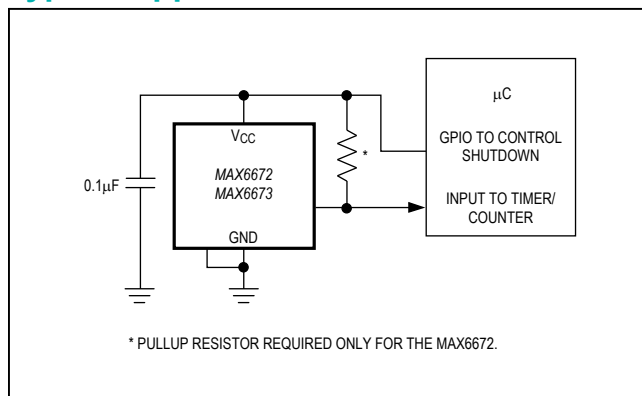 μC
VCC
GPIO TO CONTROL
SHUTDOWN
*
MAX6672
MAX6673
0.1μF
INPUT TO TIMER/
COUNTER
GND
* PULLUP RESISTOR REQUIRED ONLY FOR THE MAX6672.